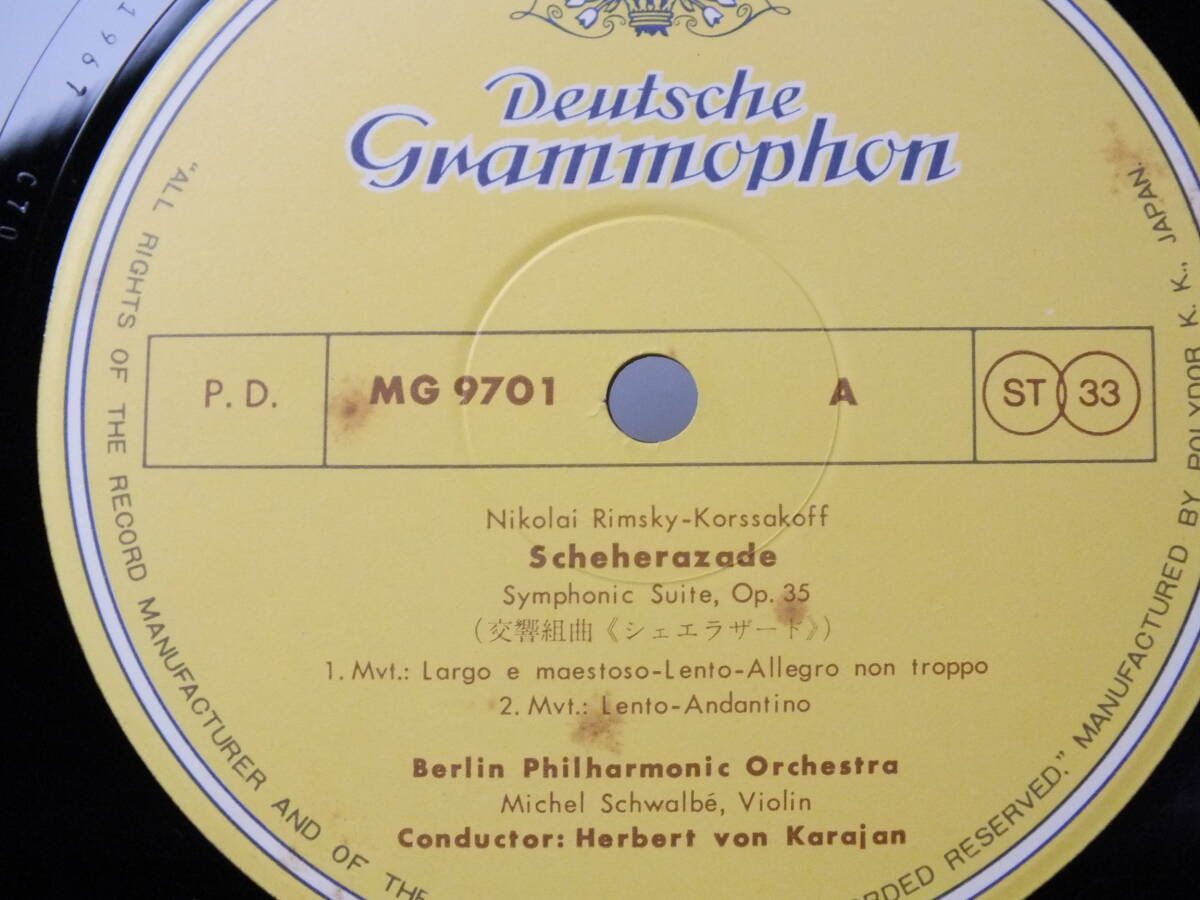 Deutsche
Grammophon
P. D.
MG 9701
A
ST 33
Nikolai Rimsky-Korssakoff
Scheherazade
Symphonic Suite, Op. 35
(交響組曲《シェエラザード》)
1. Mvt.: Largo e maestoso-Lento-Allegro non troppo
2. Mvt.: Lento-Andantino
Berlin Philharmonic Orchestra
Michel Schwalbé, Violin
Conductor: Herbert von Karajan
"ALL RIGHTS OF THE RECORD MANUFACTURER AND OF THE
RESERVED." MANUFACTURED BY POLYDOR K. K., JAPAN.
1967
C70